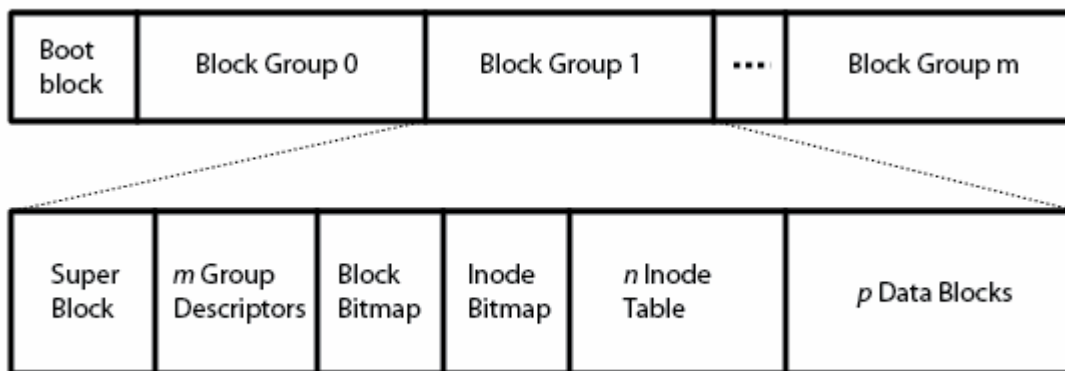 Boot
block
Block Group 0
Block Group 1
....
Block Group m
Super
Block
m Group
Descriptors
Block
Bitmap
Inode
Bitmap
n Inode
Table
p Data Blocks